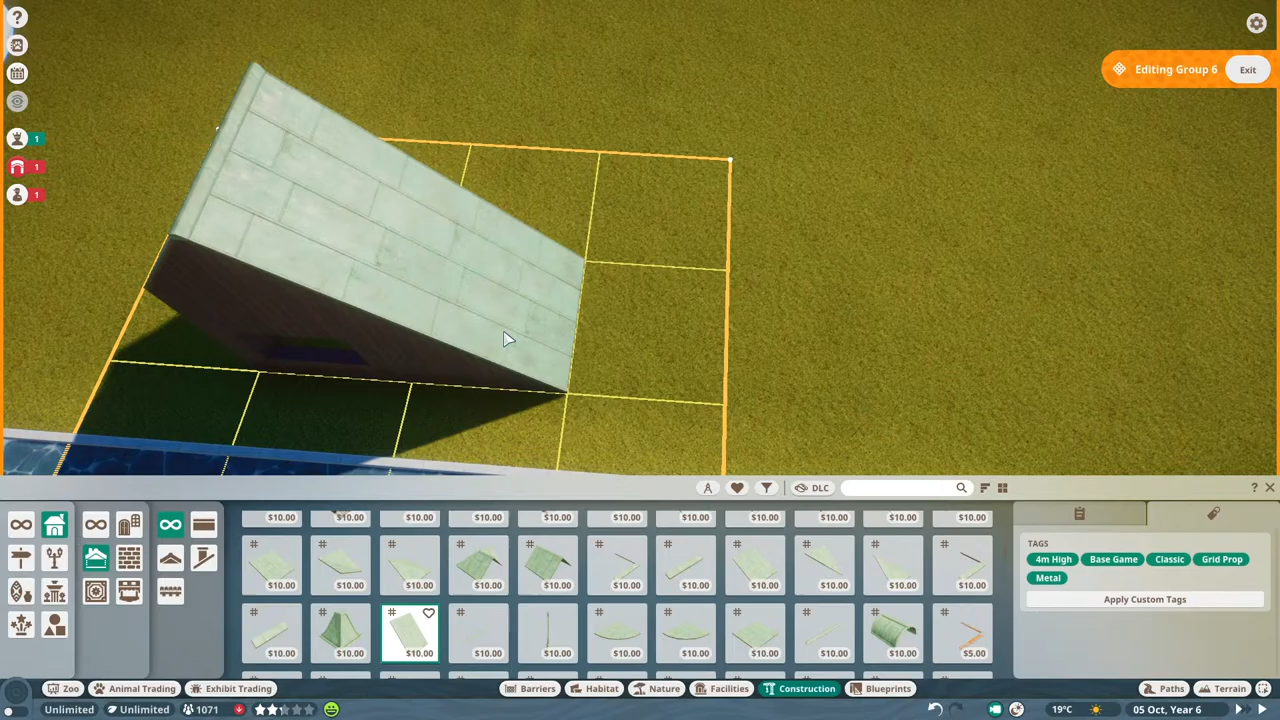 ?
Editing Group 6
Exit
1
1
1
DLC
?
$10.00 $10.00 $10.00 $10.00 $10.00 $10.00 $10.00 $10.00 $10.00 $10.00 $10.00
$10.00 $10.00 $10.00 $10.00 $10.00 $10.00 $10.00 $10.00 $10.00 $10.00 $10.00
$10.00 $10.00 $10.00 $10.00 $10.00 $10.00 $10.00 $10.00 $10.00 $10.00 $5.00
TAGS
4m High Base Game Classic Grid Prop
Metal
Apply Custom Tags
Zoo Animal Trading Exhibit Trading Barriers Habitat Nature Facilities Construction Blueprints Paths Terrain
Unlimited Unlimited 1071 19°C 05 Oct, Year 6